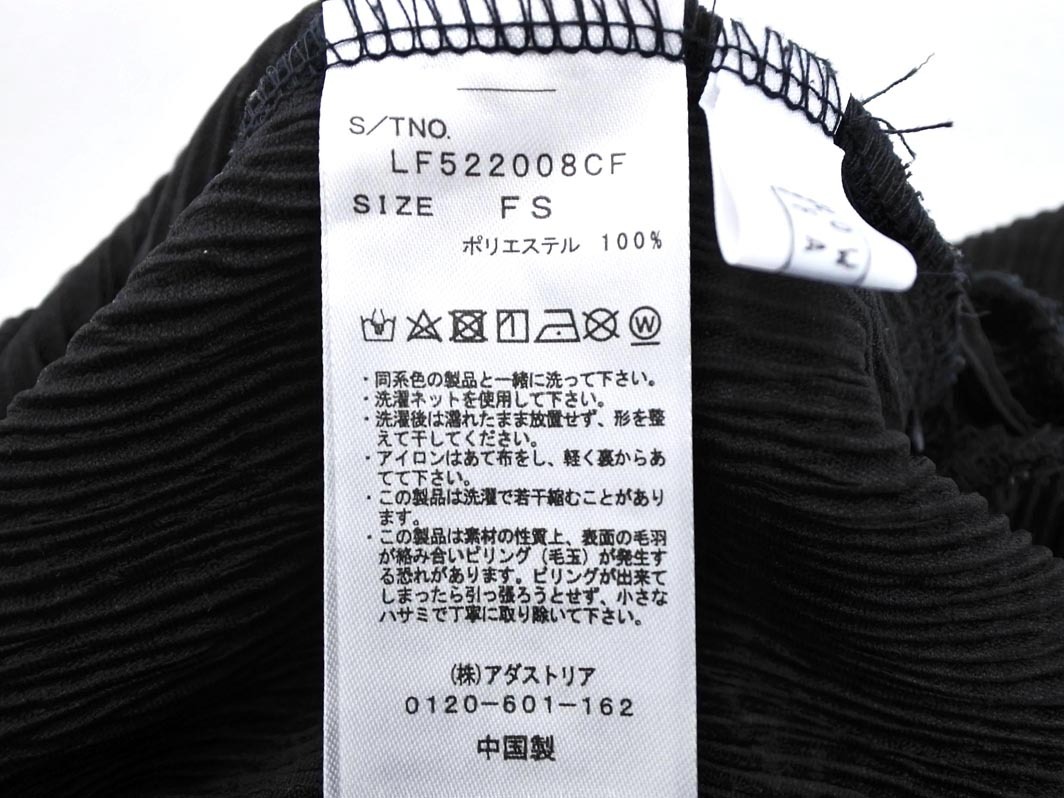 S/TNO.
LF522008CF
SIZE FS
ポリエステル 100%
W
・同系色の製品と一緒に洗って下さい。
・洗濯ネットを使用して下さい。
・洗濯後は濡れたまま放置せず、形を整
えて干してください。
・アイロンはあて布をし、軽く裏からあ
てて下さい。
・この製品は洗濯で若干縮むことがあり
ます。
・この製品は素材の性質上、表面の毛羽
が絡み合いピリング（毛玉）が発生す
る恐れがあります。ピリングが出来て
しまったら引っ張ろうとせず、小さな
ハサミで丁寧に取り除いて下さい。
(株)アダストリア
0120-601-162
中国製